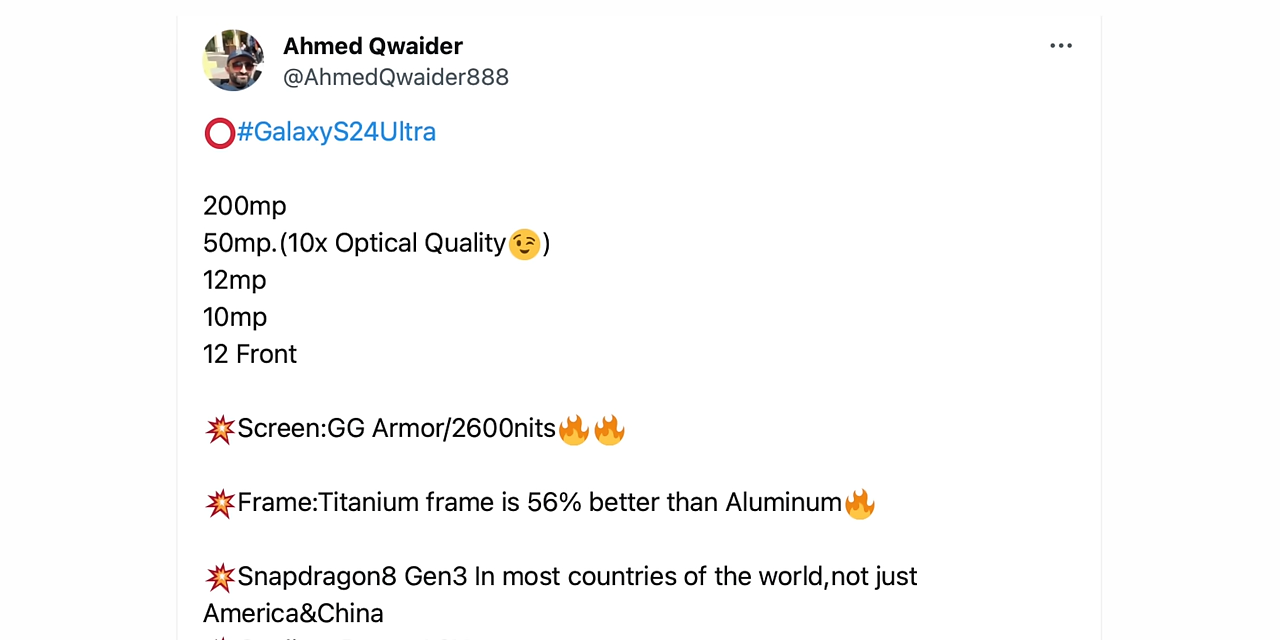 Ahmed Qwaider
@AhmedQwaider888
⭕#GalaxyS24Ultra
200mp
50mp.(10x Optical Quality😉)
12mp
10mp
12 Front
💥Screen:GG Armor/2600nits🔥🔥
💥Frame:Titanium frame is 56% better than Aluminum🔥
💥Snapdragon8 Gen3 In most countries of the world,not just
America&China